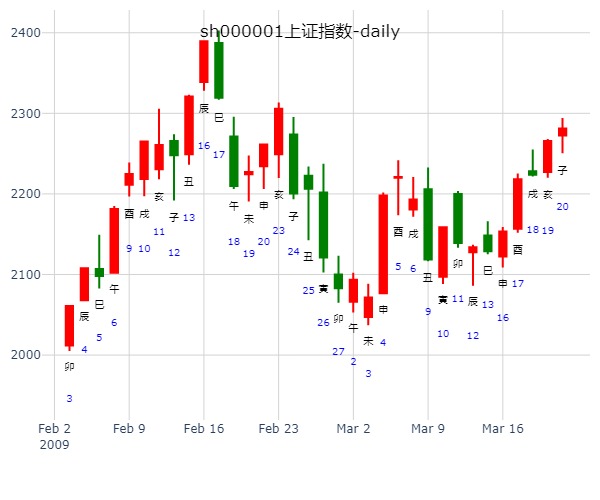 sh000001上证指数-daily
2400
2300
2200
2100
2000
卯
3
辰
4
巳
5
午
6
酉
9
戌
10
亥
11
子
12
丑
13
辰
16
巳
17
午
18
未
19
申
20
亥
23
子
24
丑
25
寅
26
卯
27
午
2
未
3
申
4
酉
5
戌
6
丑
9
寅
10
卯
11
辰
12
巳
13
申
16
酉
17
戌
18
亥
19
子
20
Feb 2
2009
Feb 9
Feb 16
Feb 23
Mar 2
Mar 9
Mar 16